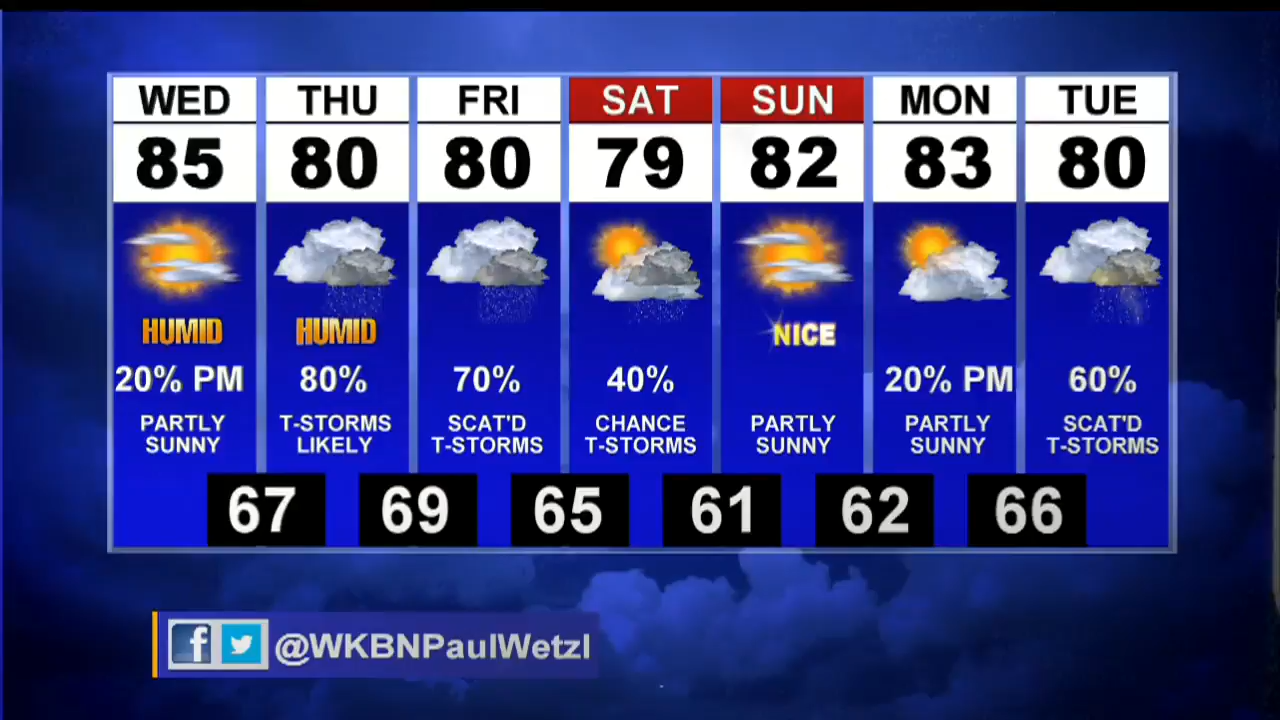 WED THU FRI SAT SUN MON TUE
85 80 80 79 82 83 80
HUMID HUMID NICE
20% PM 80% 70% 40% 20% PM 60%
PARTLY T-STORMS SCAT'D CHANCE PARTLY PARTLY SCAT'D
SUNNY LIKELY T-STORMS T-STORMS SUNNY SUNNY T-STORMS
67 69 65 61 62 66
f @WKBNPaulWetzl